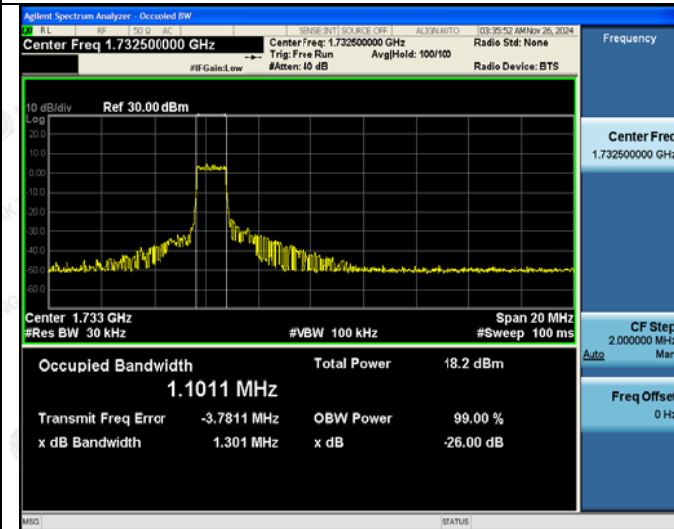 Agilent Spectrum Analyzer - Occupied BW
RL RF 50 Ω AC SENSE:INT SOURCE OFF ALIGN AUTO 03:35:52 AM Nov 26, 2024
Center Freq 1.732500000 GHz
Center Freq: 1.732500000 GHz
Radio Std: None
Trig: Free Run Avg|Hold: 100/100
#IFGain:Low
#Atten: 40 dB
Radio Device: BTS
Frequency
10 dB/div Ref 30.00 dBm
Log
20.0
10.0
0.00
-10.0
-20.0
-30.0
-40.0
-50.0
-60.0
Center Freq
1.732500000 GHz
Center 1.733 GHz
Span 20 MHz
#Res BW 30 kHz
#VBW 100 kHz
#Sweep 100 ms
CF Step
2.000000 MHz
Auto Man
Occupied Bandwidth
Total Power 18.2 dBm
1.1011 MHz
Transmit Freq Error -3.7811 MHz
OBW Power 99.00 %
x dB Bandwidth 1.301 MHz
x dB -26.00 dB
Freq Offset
0 Hz
MSG
STATUS